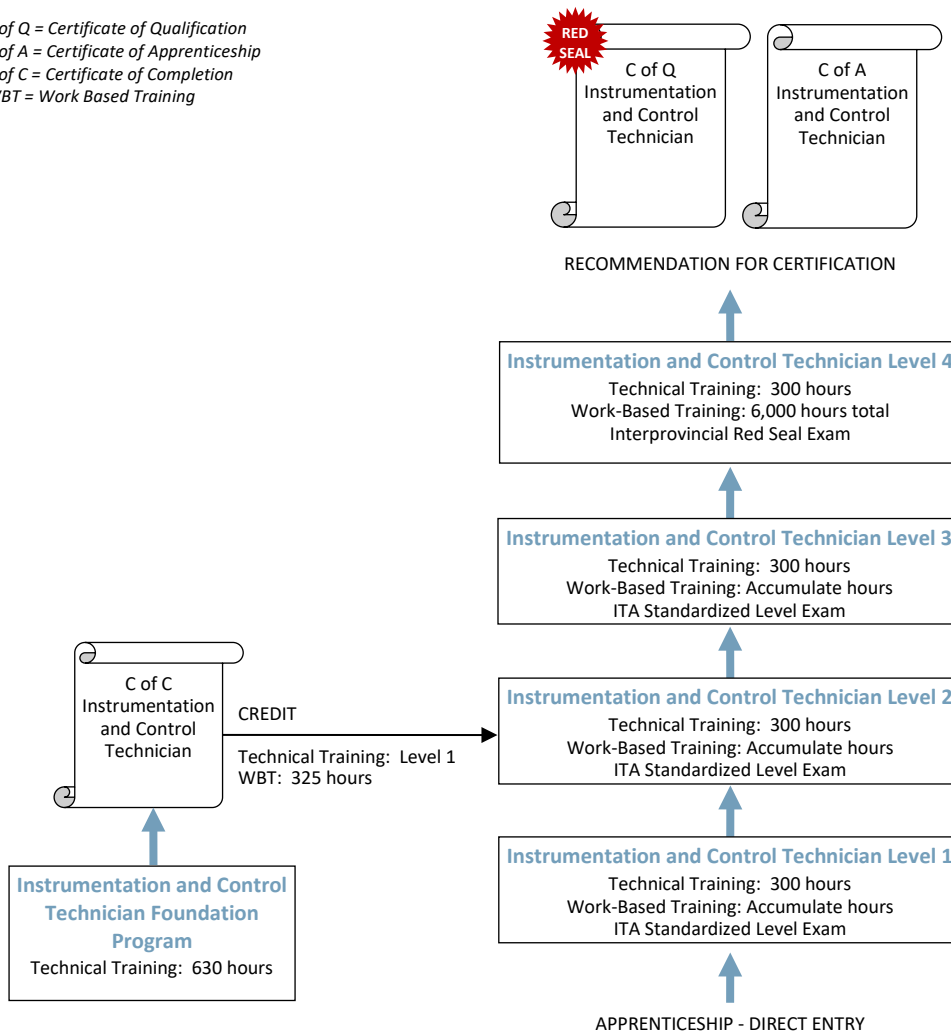 of Q = Certificate of Qualification
of A = Certificate of Apprenticeship
of C = Certificate of Completion
BT = Work Based Training
RED
SEAL
C of Q
Instrumentation
and Control
Technician
C of A
Instrumentation
and Control
Technician
RECOMMENDATION FOR CERTIFICATION
Instrumentation and Control Technician Level 4
Technical Training: 300 hours
Work-Based Training: 6,000 hours total
Interprovincial Red Seal Exam
Instrumentation and Control Technician Level 3
Technical Training: 300 hours
Work-Based Training: Accumulate hours
ITA Standardized Level Exam
C of C
Instrumentation
and Control
Technician
CREDIT
Technical Training: Level 1
WBT: 325 hours
Instrumentation and Control Technician Level 2
Technical Training: 300 hours
Work-Based Training: Accumulate hours
ITA Standardized Level Exam
Instrumentation and Control Technician Level 1
Technical Training: 300 hours
Work-Based Training: Accumulate hours
ITA Standardized Level Exam
Instrumentation and Control
Technician Foundation
Program
Technical Training: 630 hours
APPRENTICESHIP - DIRECT ENTRY